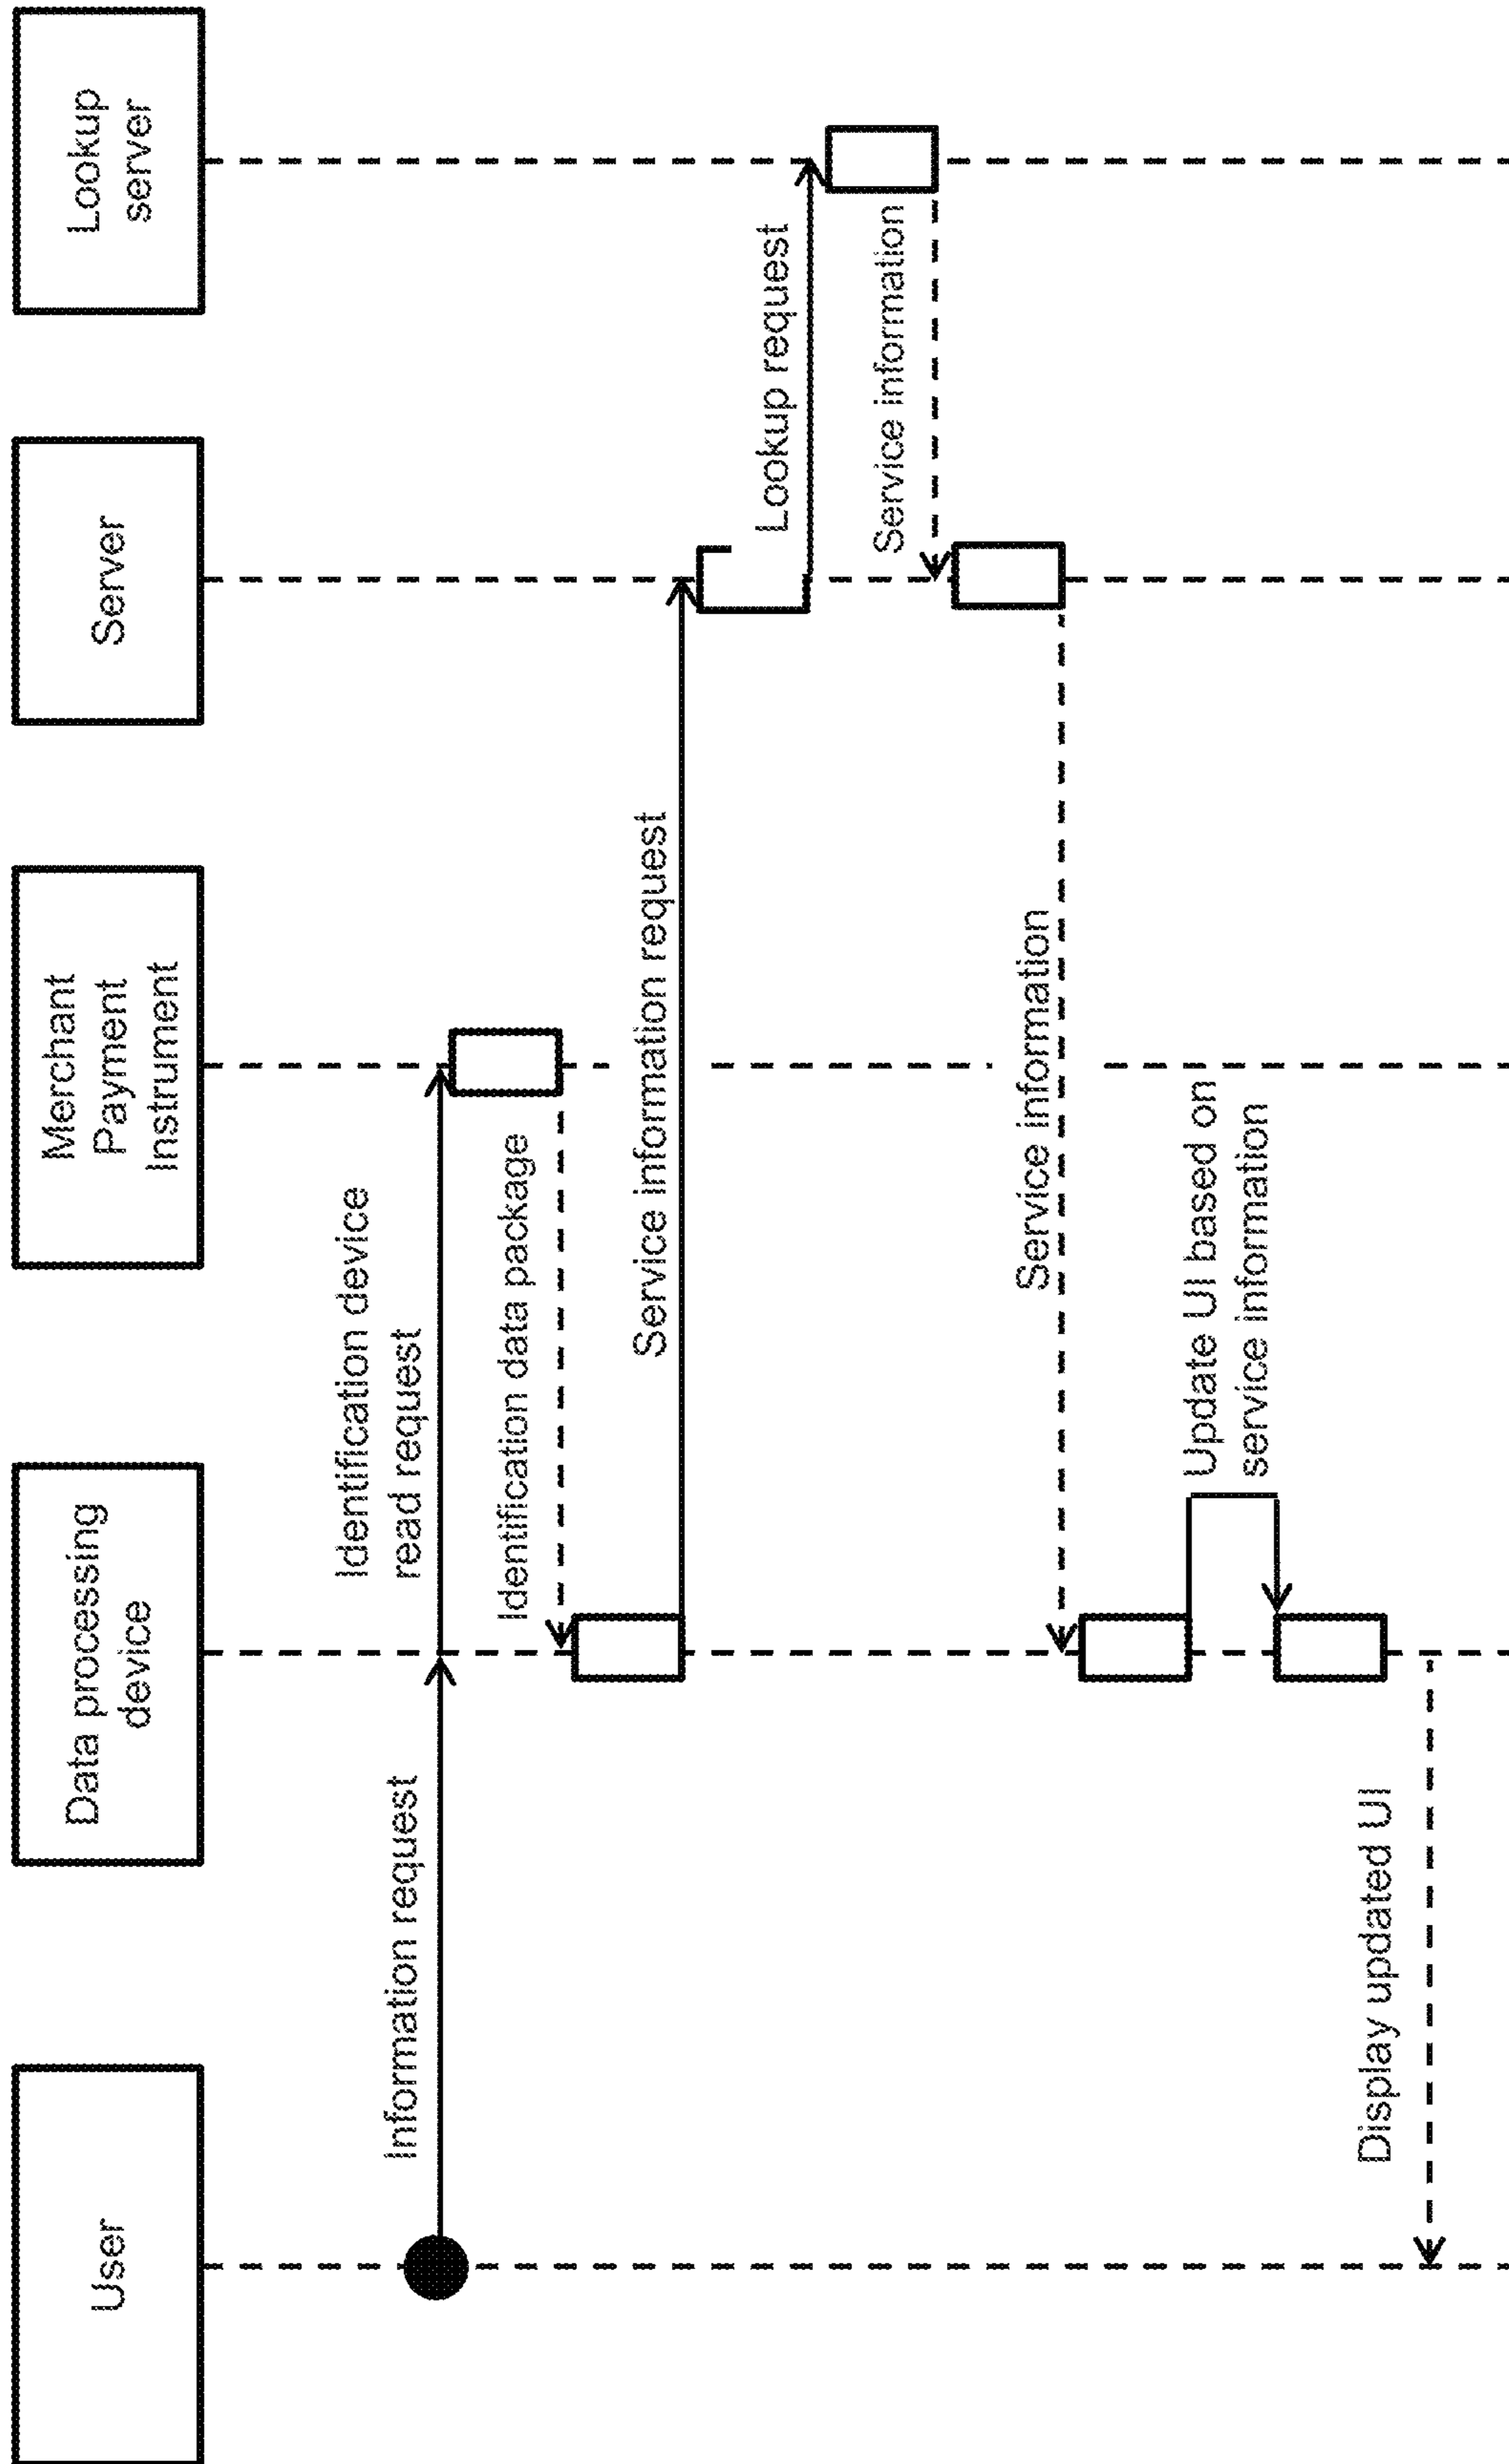 User
Data processing
device
Merchant
Payment
Instrument
Server
Lookup
server
Information request
Identification device
read request
Identification data package
Service information request
Lookup request
Service information
Service information
Update UI based on
service information
Display updated UI